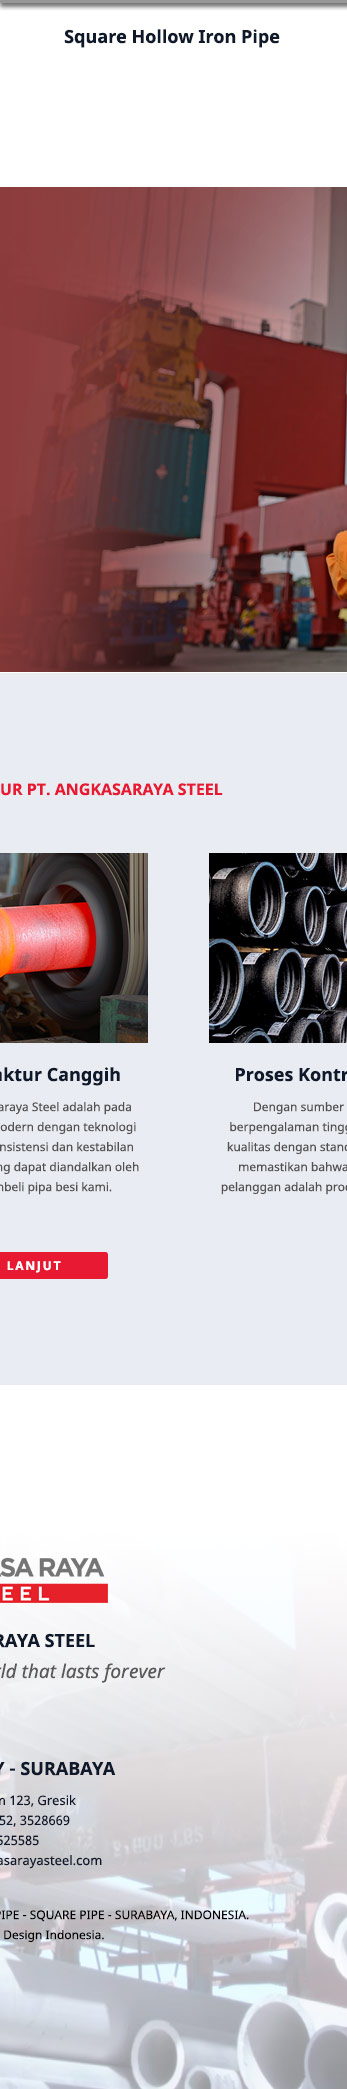 Square Hollow Iron Pipe
UR PT. ANGKASARAYA STEEL
ktur Canggih
araya Steel adalah pada
odern dengan teknologi
nsistensi dan kestabilan
ng dapat diandalkan oleh
beli pipa besi kami.
Proses Kontr
Dengan sumber
berpengalaman tingg
kualitas dengan stand
memastikan bahwa
pelanggan adalah prod
LANJUT
SA RAYA
EEL
RAYA STEEL
ld that lasts forever
Y - SURABAYA
n 123, Gresik
52, 3528669
525585
asarayasteel.com
PIPE - SQUARE PIPE - SURABAYA, INDONESIA.
Design Indonesia.